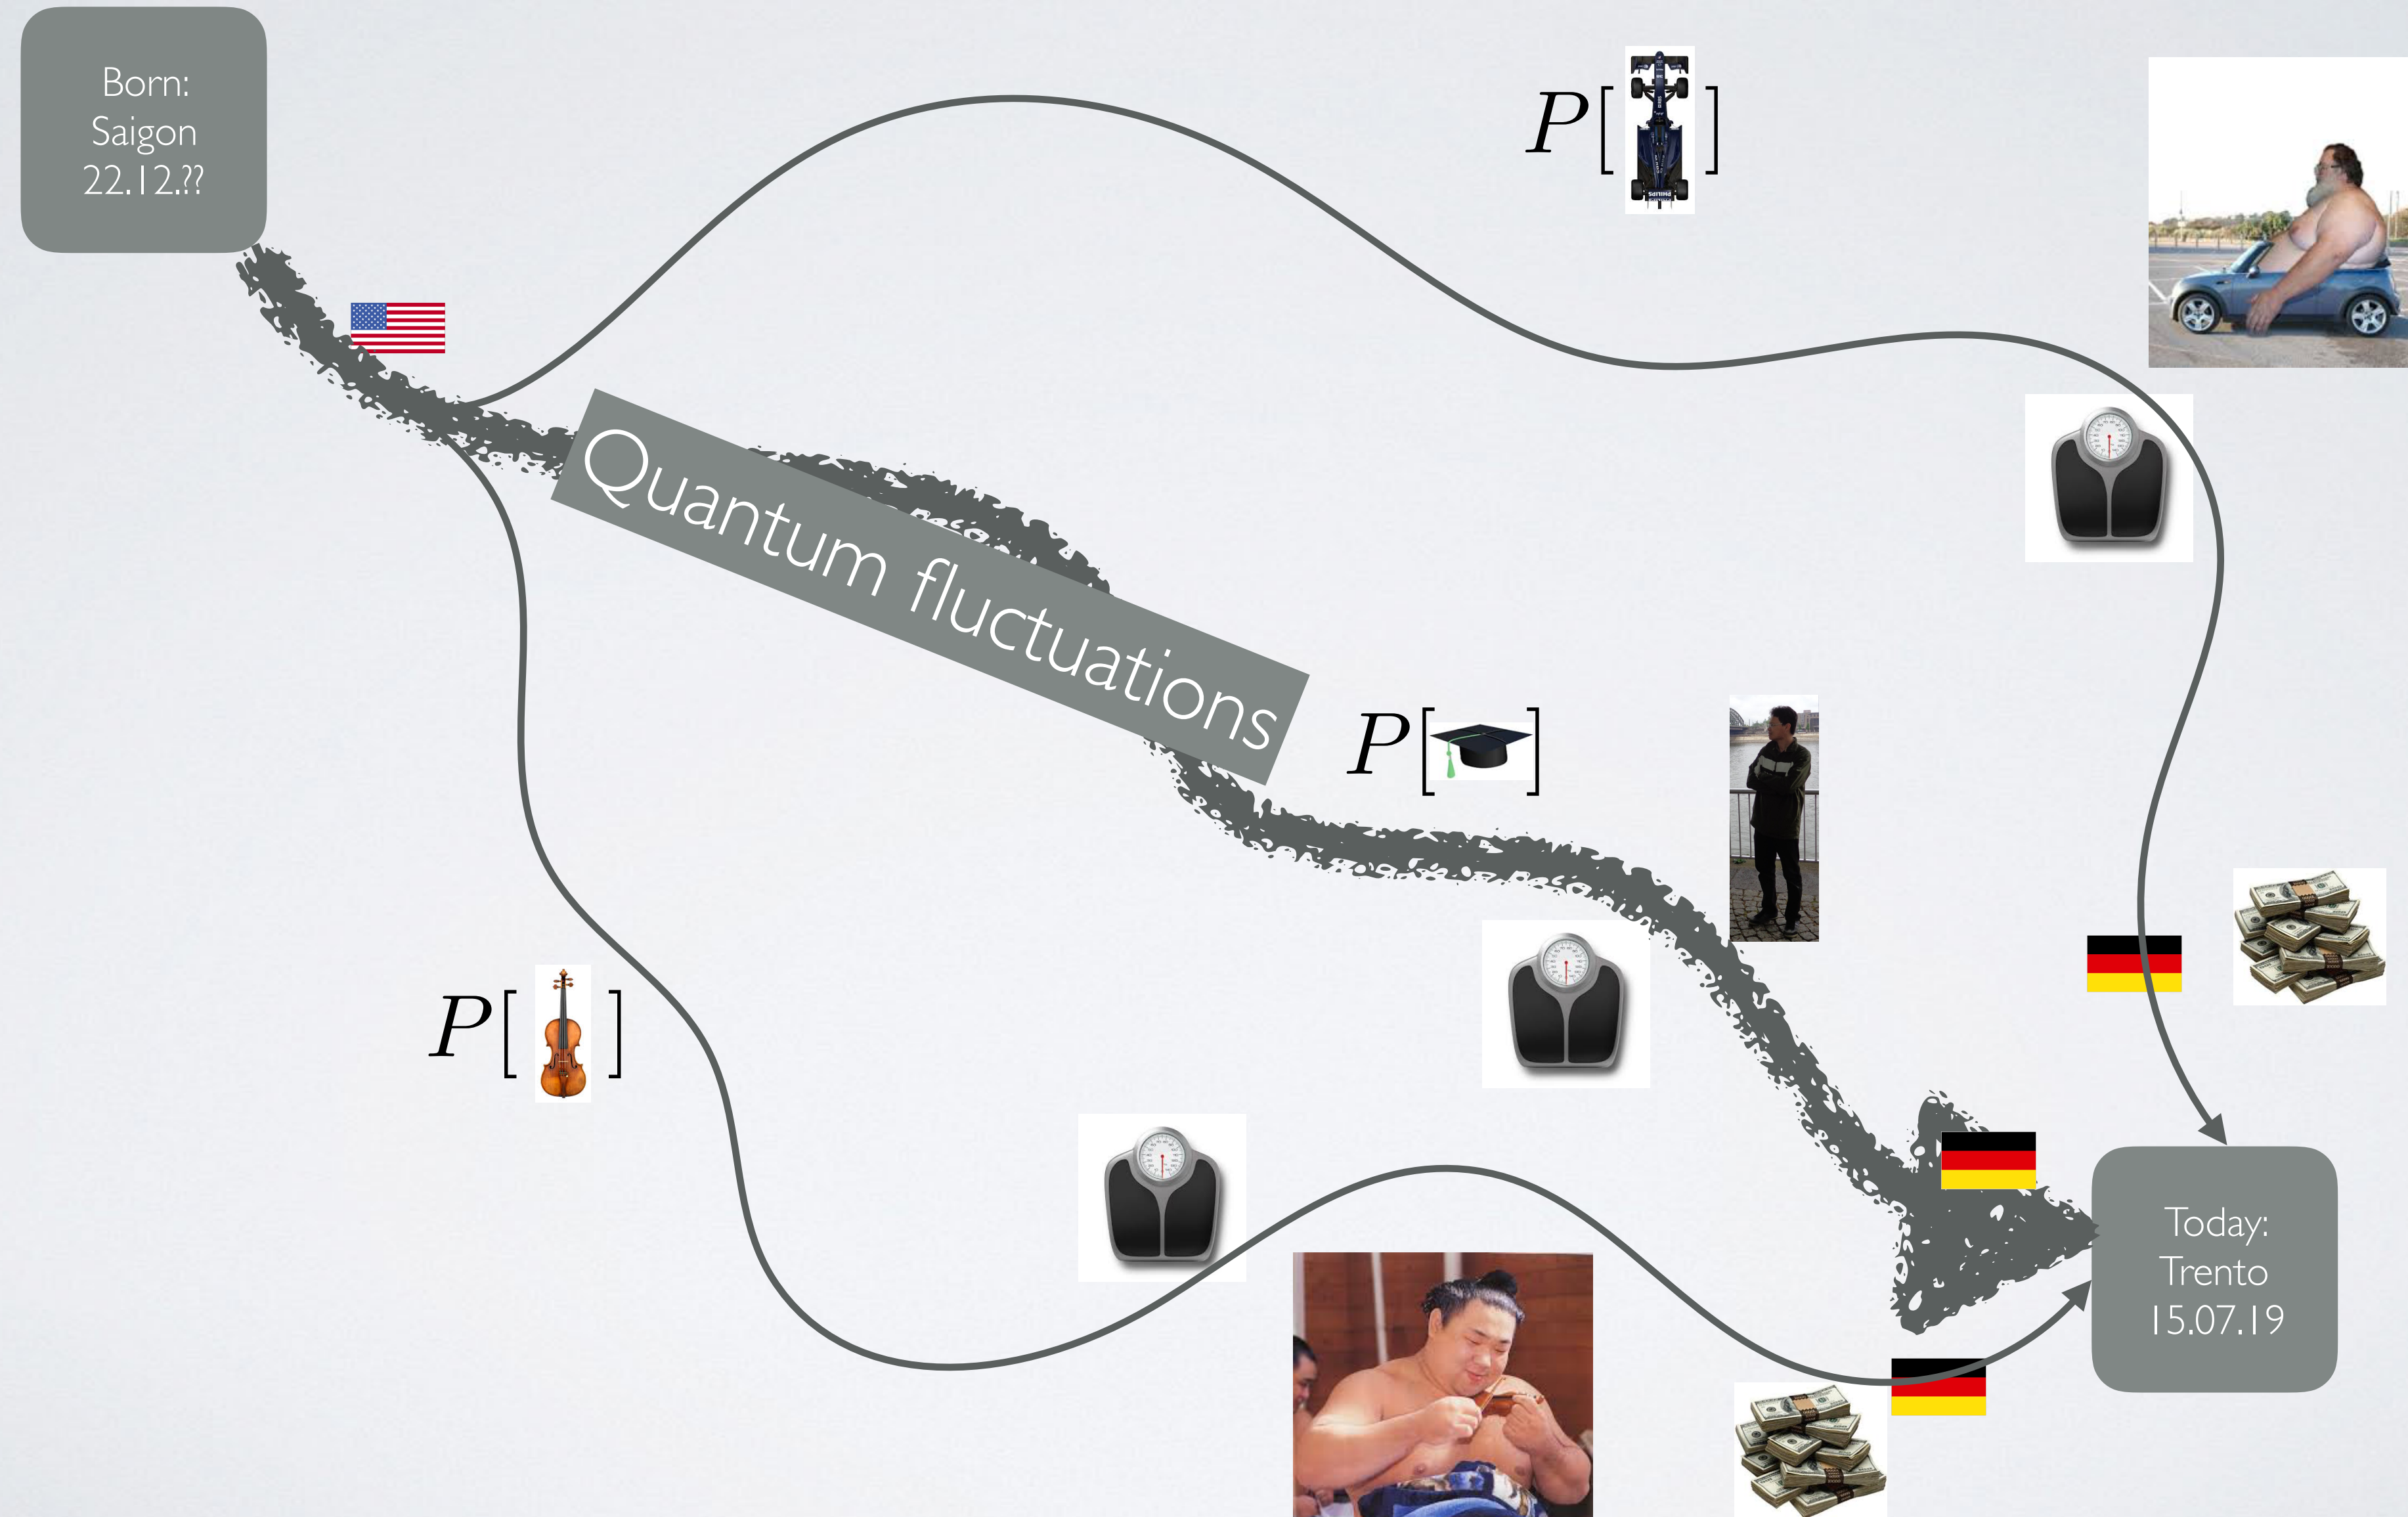 Born:
Saigon
22.12.??
P[ ]
Quantum fluctuations
P[ ]
P[ ]
Today:
Trento
15.07.19